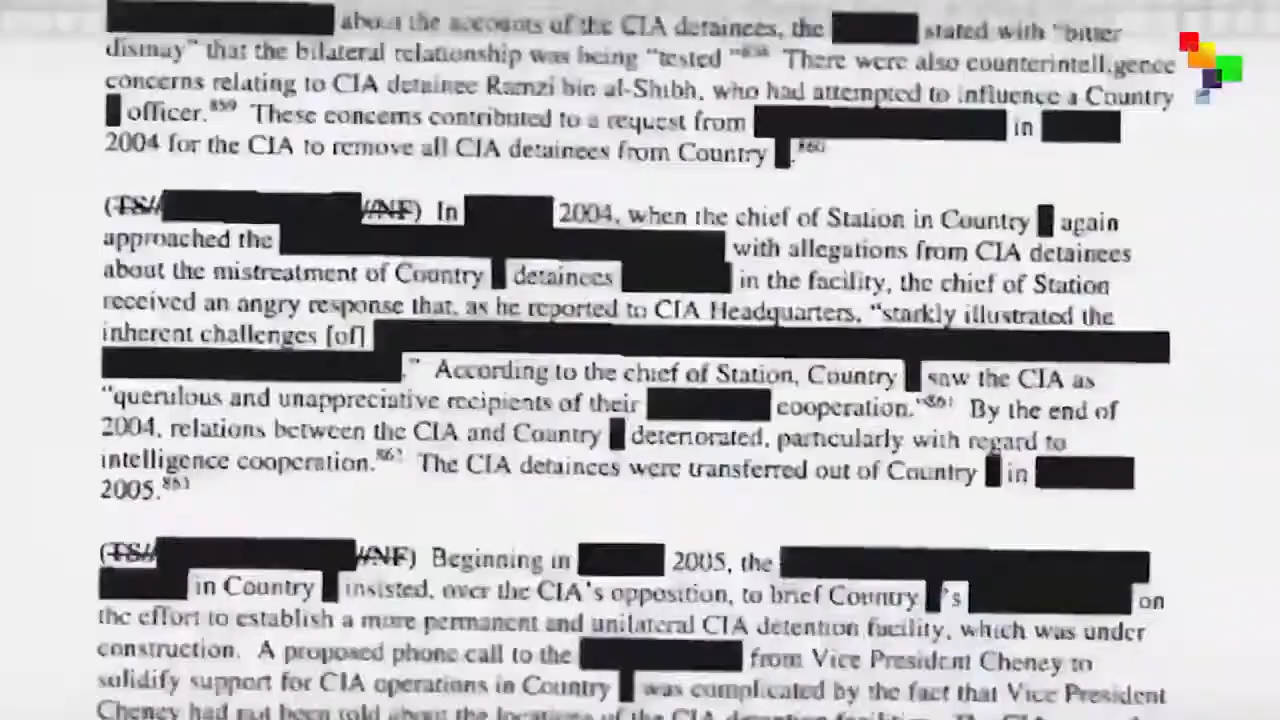 about the accounts of the CIA detainees, the stated with "bitter
dismay" that the bilateral relationship was being "tested "858 There were also counterintelligence
concerns relating to CIA detainee Ramzi bin al-Shibh, who had attempted to influence a Country
officer.859 These concerns contributed to a request from in
2004 for the CIA to remove all CIA detainees from Country .860
(TS// //NF) In 2004, when the chief of Station in Country again
approached the with allegations from CIA detainees
about the mistreatment of Country detainees in the facility, the chief of Station
received an angry response that, as he reported to CIA Headquarters, "starkly illustrated the
inherent challenges [of]
." According to the chief of Station, Country saw the CIA as
"querulous and unappreciative recipients of their cooperation."861 By the end of
2004, relations between the CIA and Country deteriorated, particularly with regard to
intelligence cooperation.862 The CIA detainees were transferred out of Country in
2005.863
(TS// //NF) Beginning in 2005, the
in Country insisted, over the CIA's opposition, to brief Country 's on
the effort to establish a more permanent and unilateral CIA detention facility, which was under
construction. A proposed phone call to the from Vice President Cheney to
solidify support for CIA operations in Country was complicated by the fact that Vice President
Cheney had not been told about the locations of the CIA detention facilities. The CIA